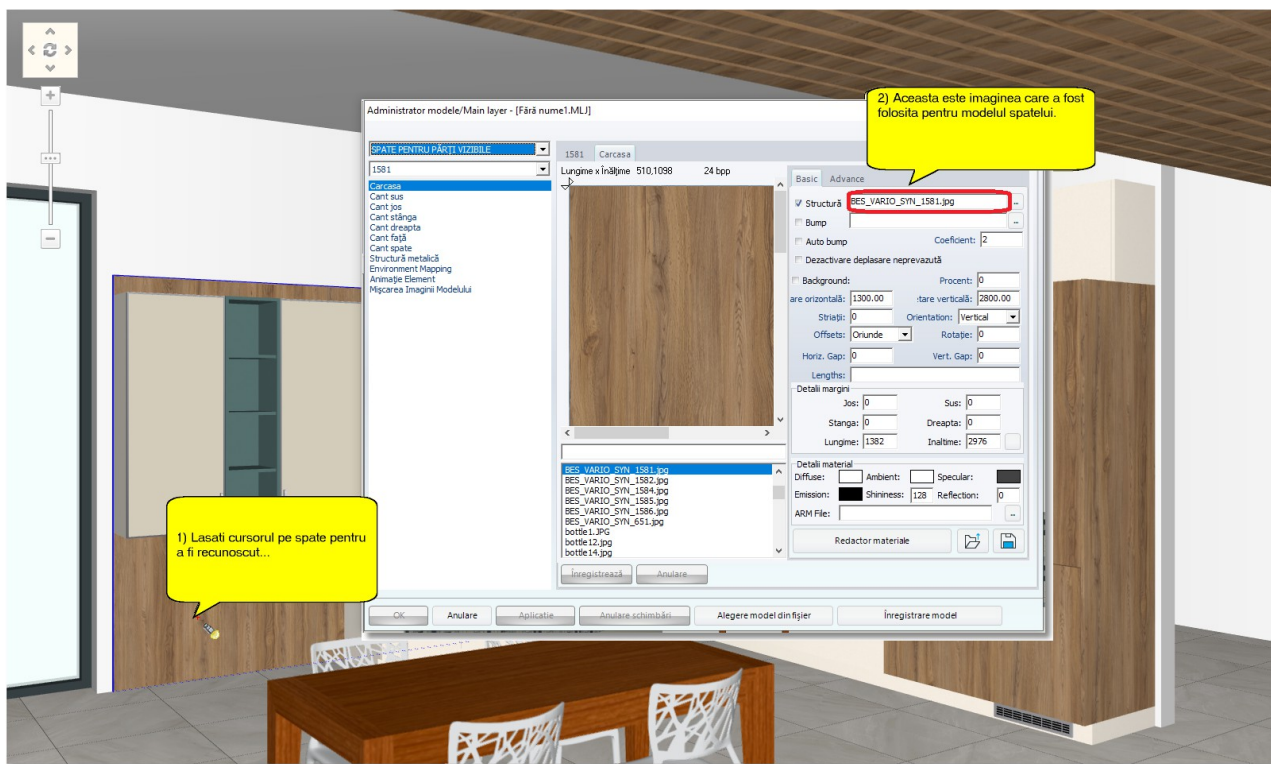 Administrator modele/Main layer - [Fără nume1.MLJ]
2) Aceasta este imaginea care a fost
folosita pentru modelul spatelui.
SPATE PENTRU PĂRȚI VIZIBILE
1581
Carcasa
Cant sus
Cant jos
Cant stânga
Cant dreapta
Cant față
Cant spate
Structură metalică
Environment Mapping
Animație Element
Mișcarea Imaginii Modelului
1581 Carcasa
Lungime x Înălțime 510,1098 24 bpp
BES_VARIO_SYN_1581.jpg
BES_VARIO_SYN_1582.jpg
BES_VARIO_SYN_1584.jpg
BES_VARIO_SYN_1585.jpg
BES_VARIO_SYN_1586.jpg
BES_VARIO_SYN_651.jpg
bottle1.JPG
bottle12.jpg
bottle14.jpg
Înregistrează Anulare
Basic Advance
Structură BES_VARIO_SYN_1581.jpg ..
Bump ..
Auto bump Coeficient: 2
Dezactivare deplasare neprevazută
Background: Procent: 0
are orizontală: 1300.00 :tare verticală: 2800.00
Striații: 0 Orientation: Vertical
Offsets: Oriunde Rotație: 0
Horiz. Gap: 0 Vert. Gap: 0
Lengths:
Detalii margini
Jos: 0 Sus: 0
Stanga: 0 Dreapta: 0
Lungime: 1382 Inaltime: 2976
Detalii material
Diffuse: Ambient: Specular:
Emission: Shininess: 128 Reflection: 0
ARM File: ..
Redactor materiale
OK Anulare Aplicatie Anulare schimbări Alegere model din fișier Înregistrare model
1) Lasati cursorul pe spate pentru
a fi recunoscut...